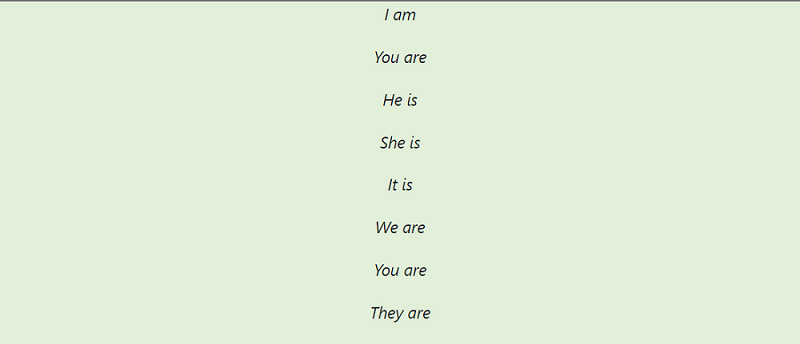 I am
You are
He is
She is
It is
We are
You are
They are